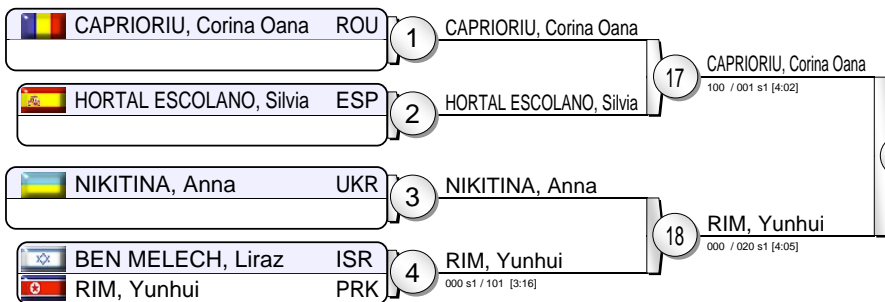 CAPRIORIU, Corina Oana ROU
1
CAPRIORIU, Corina Oana
17
CAPRIORIU, Corina Oana
100 / 001 s1 [4:02]
HORTAL ESCOLANO, Silvia ESP
2
HORTAL ESCOLANO, Silvia
NIKITINA, Anna UKR
3
NIKITINA, Anna
18
RIM, Yunhui
000 / 020 s1 [4:05]
BEN MELECH, Liraz ISR
RIM, Yunhui PRK
4
RIM, Yunhui
000 s1 / 101 [3:16]